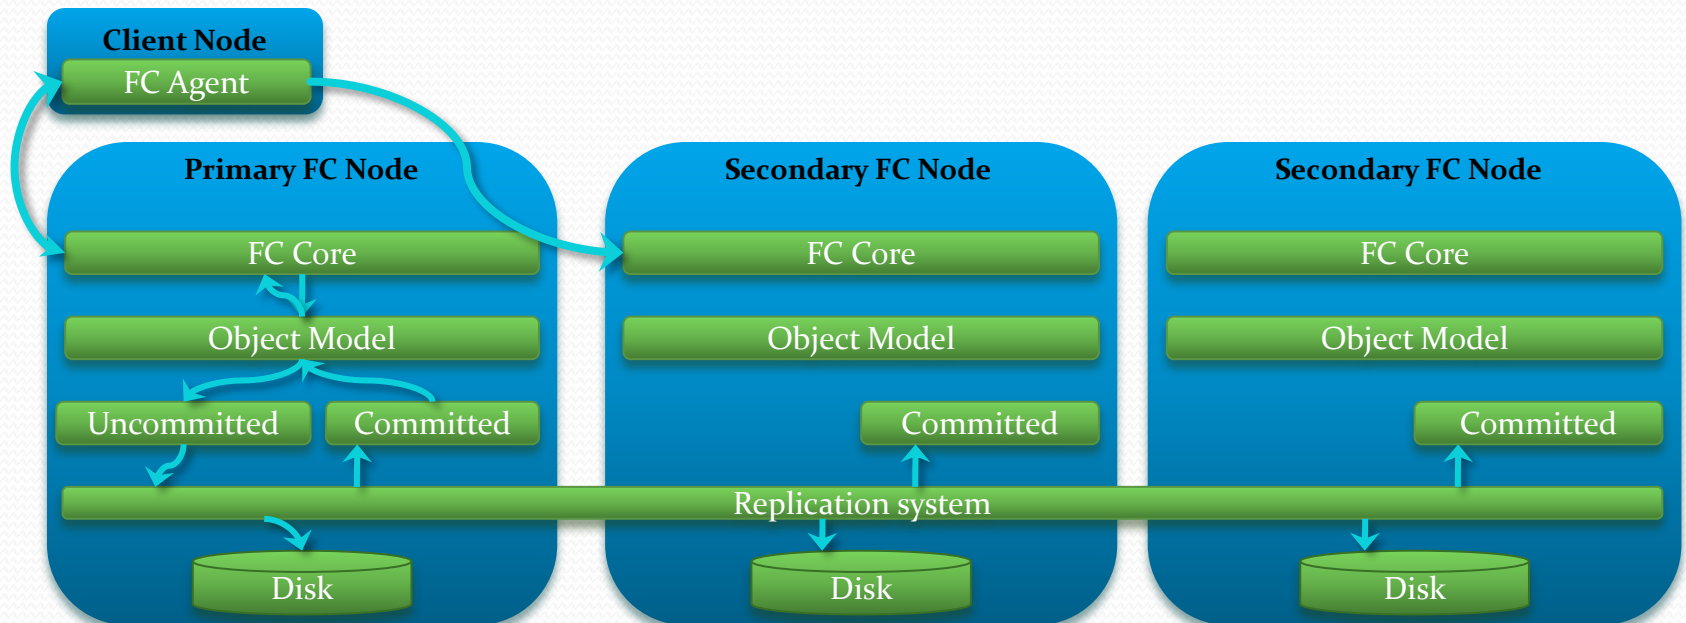 Client Node
FC Agent
Primary FC Node
Secondary FC Node
Secondary FC Node
FC Core
FC Core
FC Core
Object Model
Object Model
Object Model
Uncommitted
Committed
Committed
Committed
Replication system
Disk
Disk
Disk